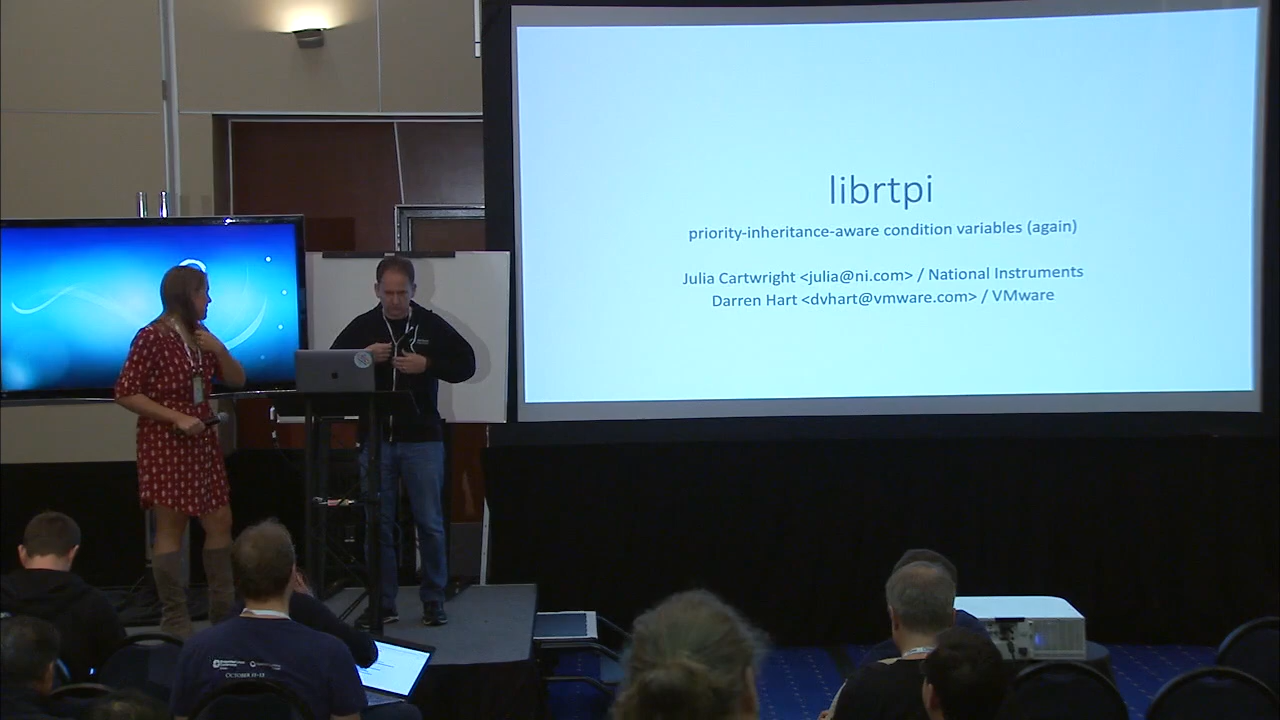 librtpi
priority-inheritance-aware condition variables (again)
Julia Cartwright <julia@ni.com> / National Instruments
Darren Hart <dvhart@vmware.com> / VMware